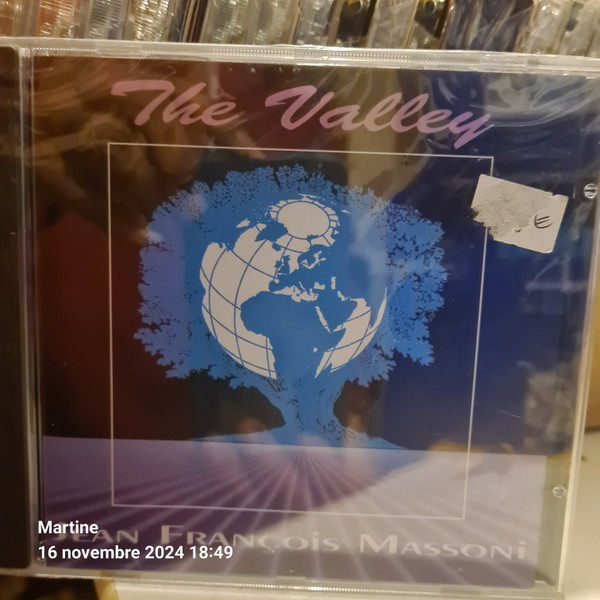 The Valley
€
JEAN FRANÇOIS MASSONI
Martine
16 novembre 2024 18:49